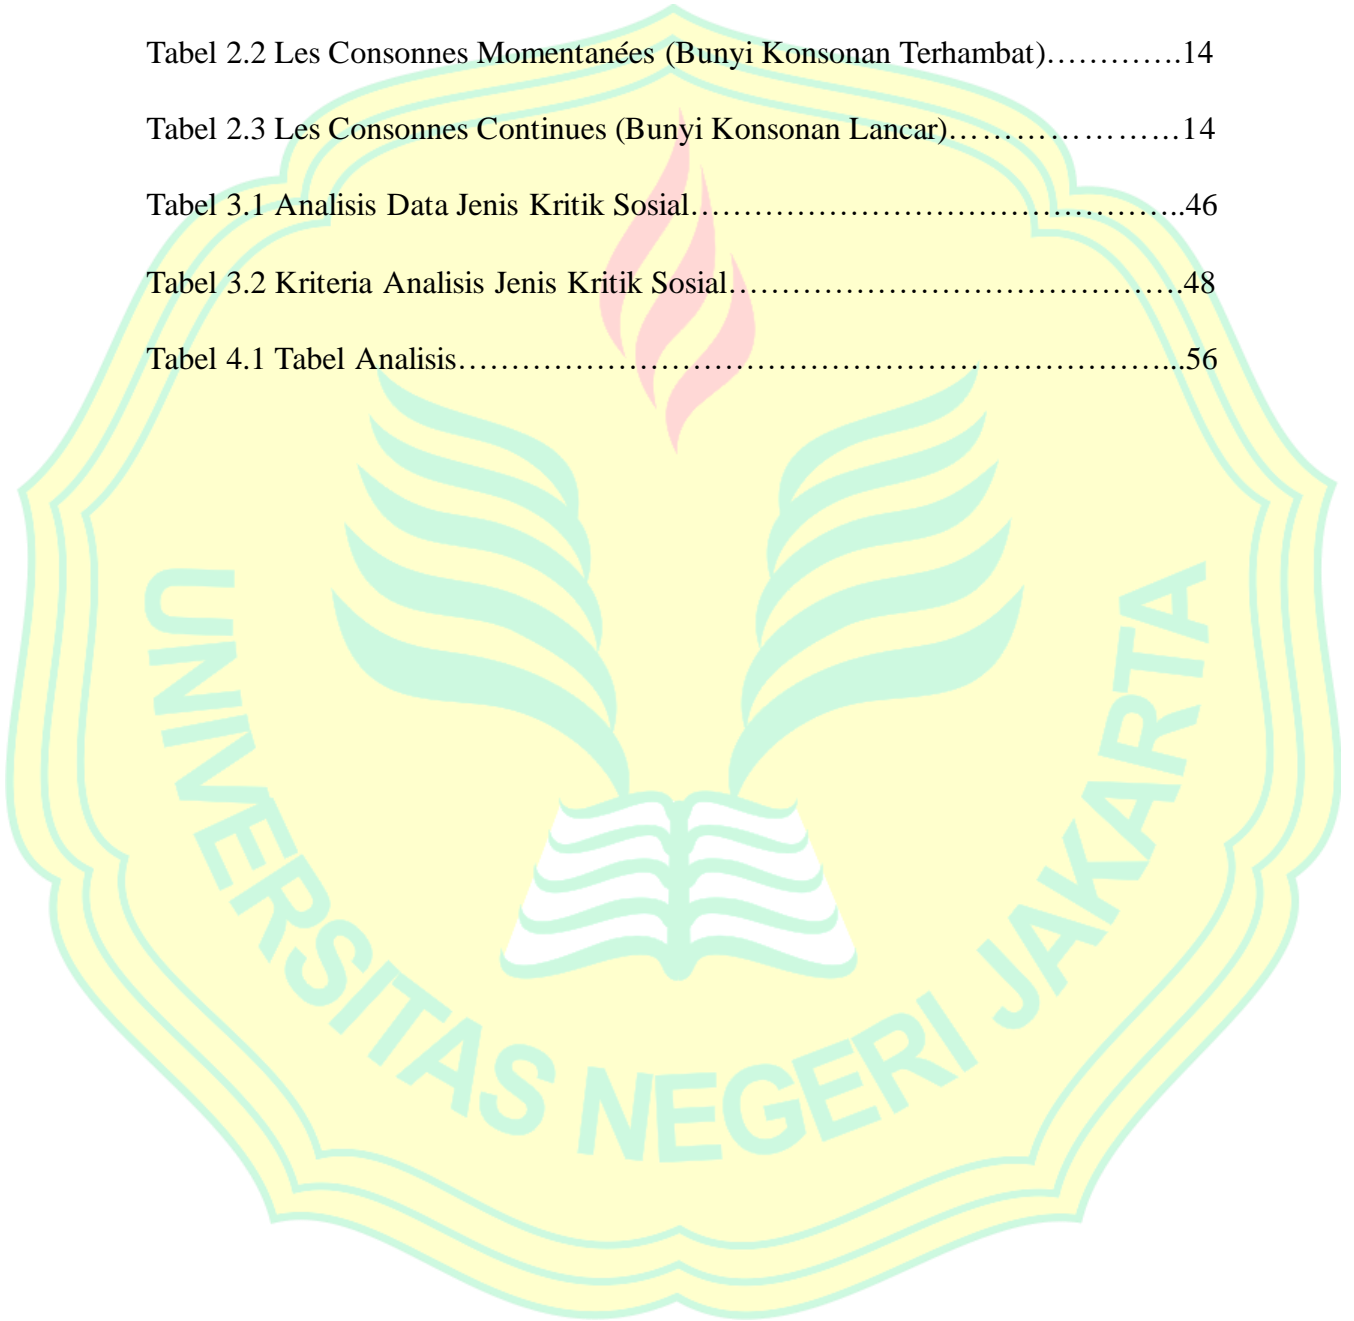 Tabel 2.2 Les Consonnes Momentanées (Bunyi Konsonan Terhambat)………….14
Tabel 2.3 Les Consonnes Continues (Bunyi Konsonan Lancar)…………………..14
Tabel 3.1 Analisis Data Jenis Kritik Sosial………………………………………..46
Tabel 3.2 Kriteria Analisis Jenis Kritik Sosial…………………………………….48
Tabel 4.1 Tabel Analisis…………………………………………………………...56
UNIVERSITAS NEGERI JAKARTA